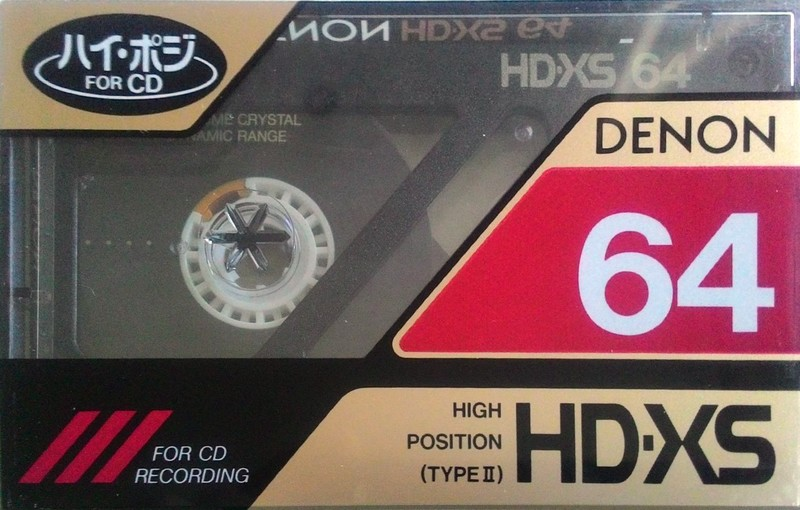 ハイ・ポジ
FOR CD
DENON HD·XS 64
HD·XS 64
CRYSTAL
RANGE
DENON
64
HIGH
POSITION
(TYPE II)
HD·XS
FOR CD
RECORDING